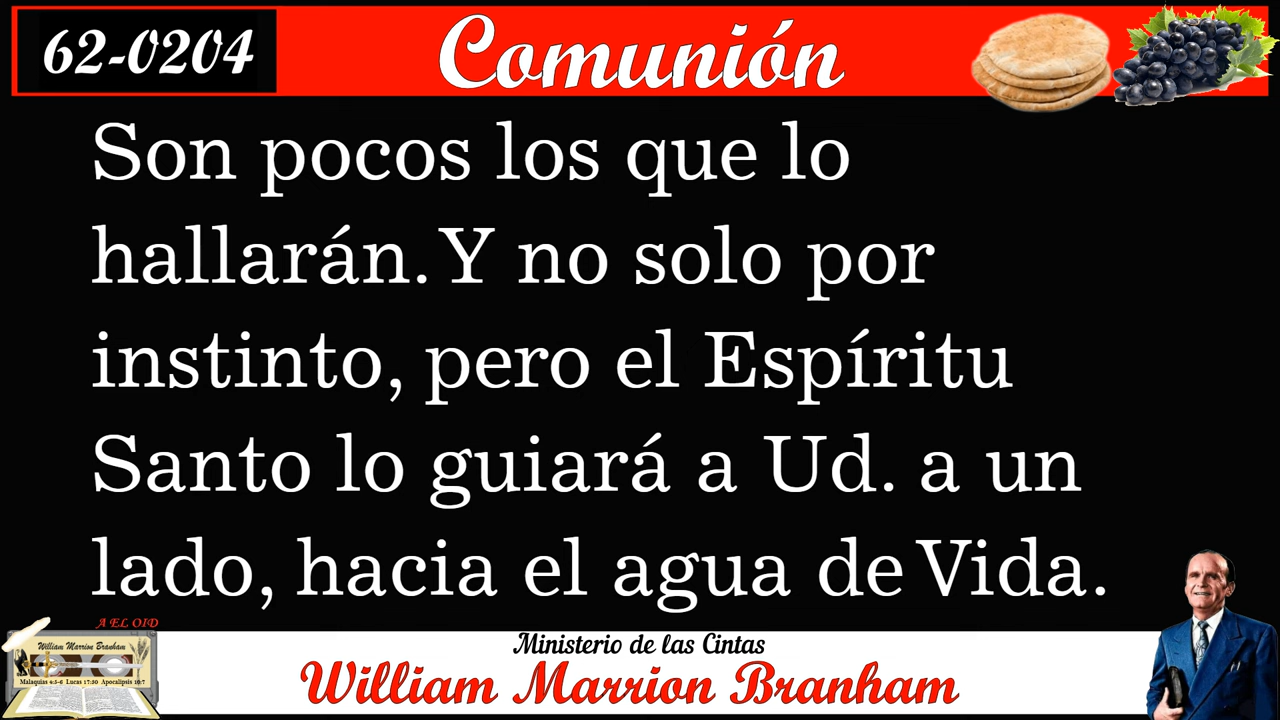 62-0204
Comunión
Son pocos los que lo
hallarán. Y no solo por
instinto, pero el Espíritu
Santo lo guiará a Ud. a un
lado, hacia el agua de Vida.
A EL OID
William Marrion Branham
Malaquías 4:5-6 Lucas 17:30 Apocalipsis 10:7
Ministerio de las Cintas
William Marrion Branham